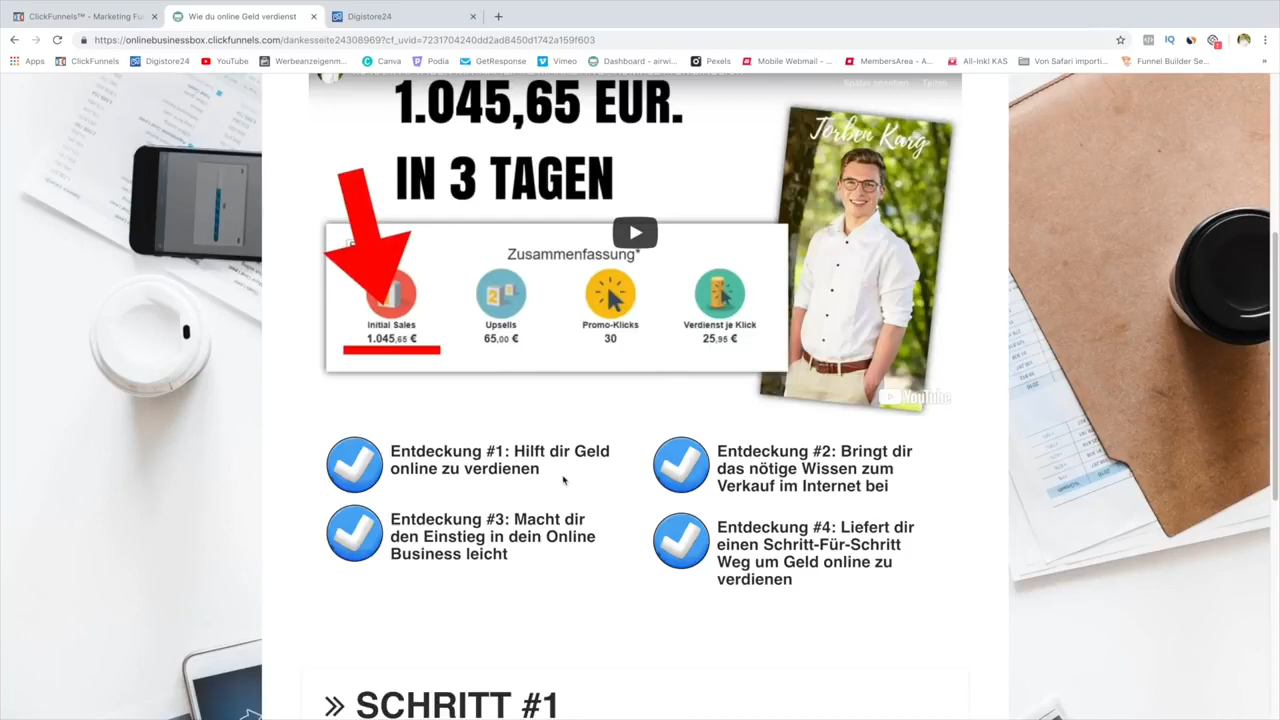 ClickFunnels™ - Marketing Fu
Wie du online Geld verdienst
Digistore24
https://onlinebusinessbox.clickfunnels.com/dankesseite24308969?cf_uvid=7231704240dd2ad8450d1742a159f603
Apps ClickFunnels Digistore24 YouTube Werbeanzeigenm... Canva Podia GetResponse Vimeo Dashboard - airwi... Pexels Mobile Webmail - ... MembersArea - A... All-Inkl KAS Von Safari importi... Funnel Builder Se...
Später ansehen Teilen
1.045,65 EUR.
IN 3 TAGEN
Torben Karg
Zusammenfassung*
Initial Sales Upsells Promo-Klicks Verdienst je Klick
1.045,65 € 65,00 € 30 25,95 €
YouTube
Entdeckung #1: Hilft dir Geld
online zu verdienen
Entdeckung #2: Bringt dir
das nötige Wissen zum
Verkauf im Internet bei
Entdeckung #3: Macht dir
den Einstieg in dein Online
Business leicht
Entdeckung #4: Liefert dir
einen Schritt-Für-Schritt
Weg um Geld online zu
verdienen
» SCHRITT #1